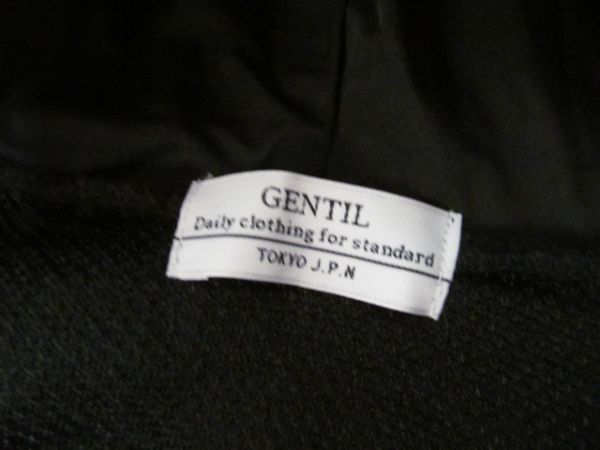 GENTIL
Daily clothing for standard
TOKYO J.P.N